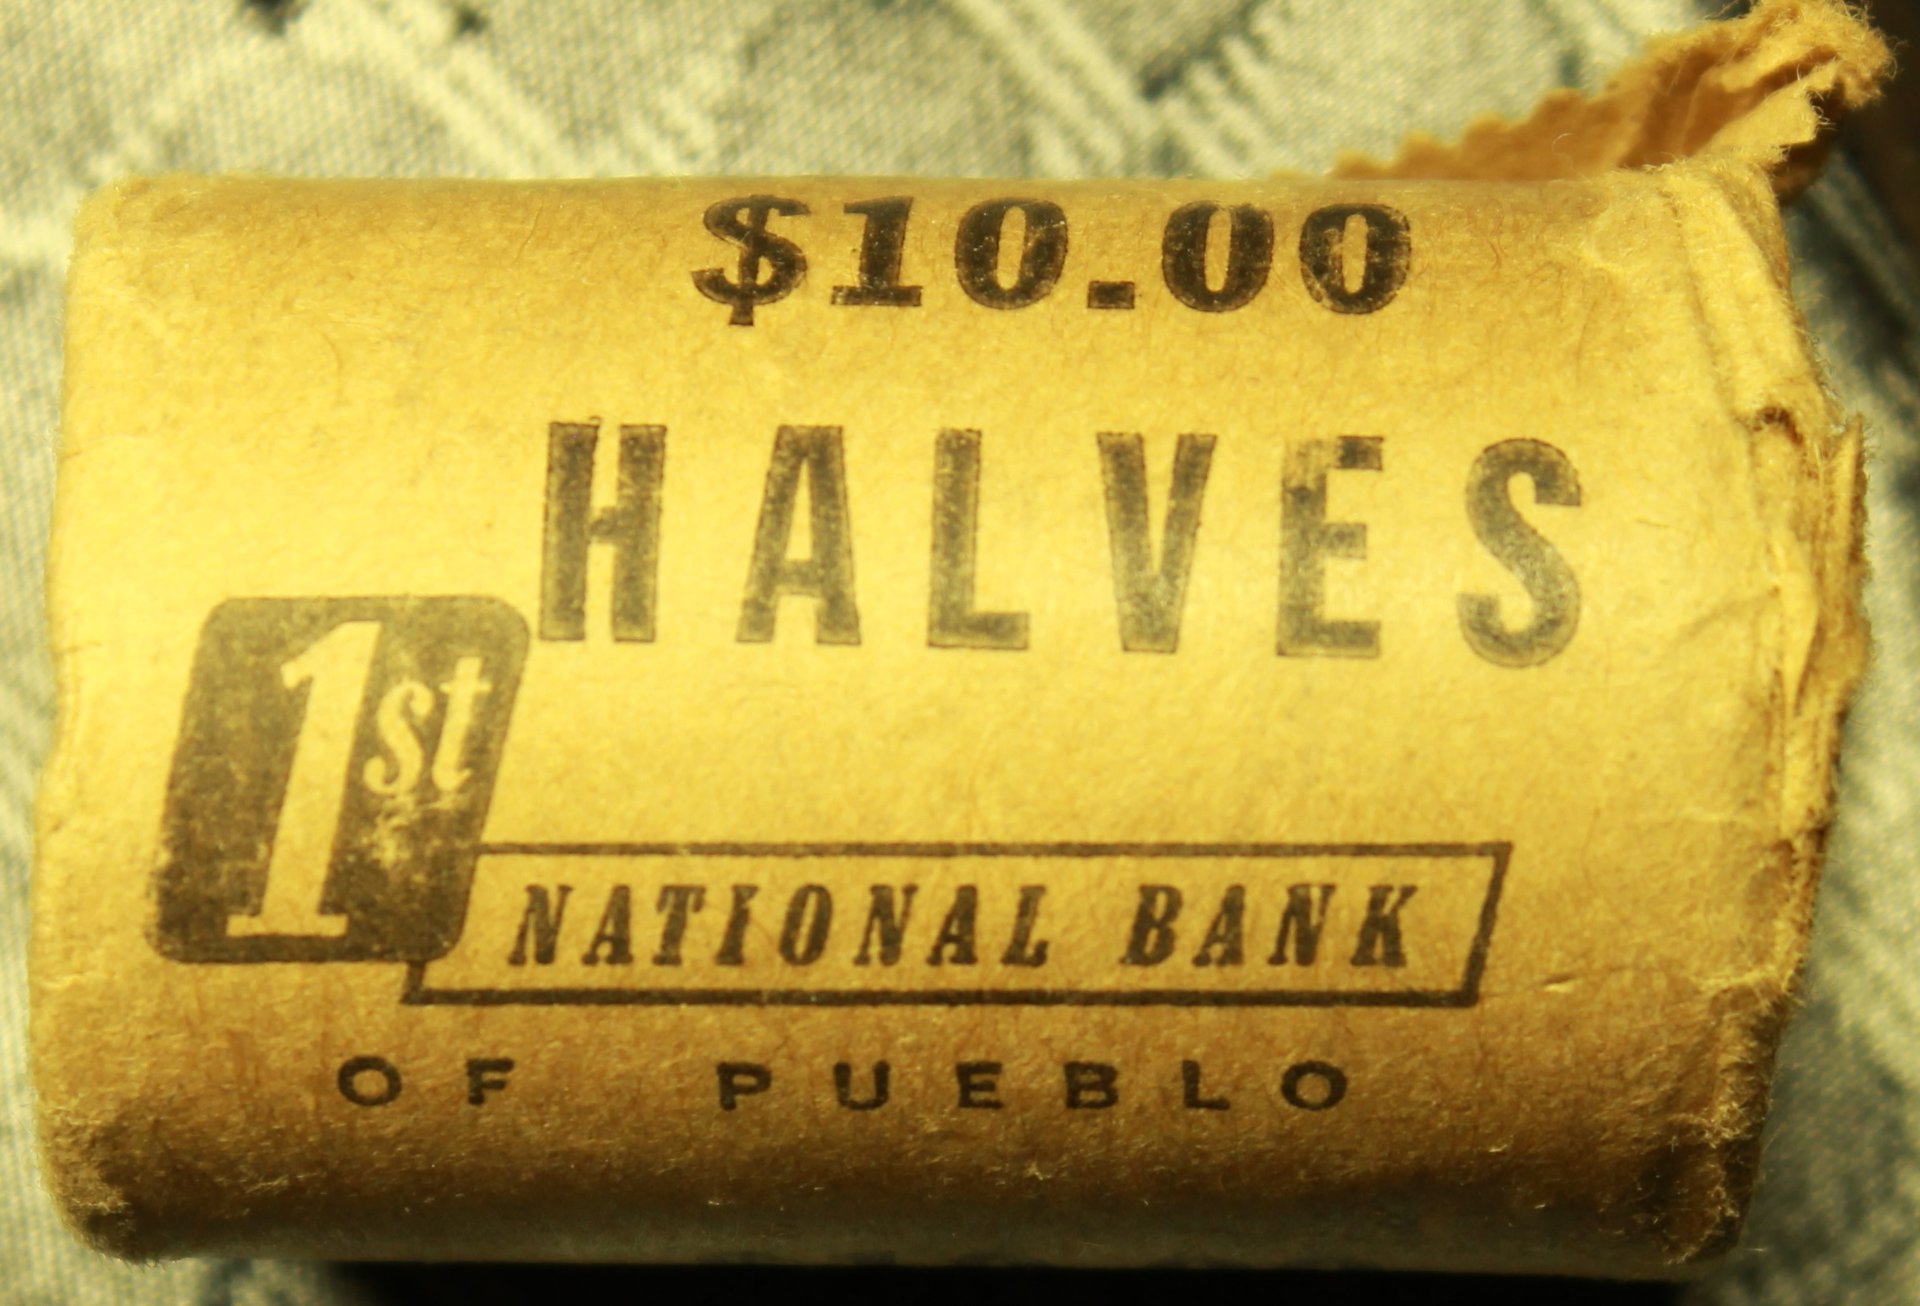 $10.00
HALVES
1st
NATIONAL BANK
OF PUEBLO